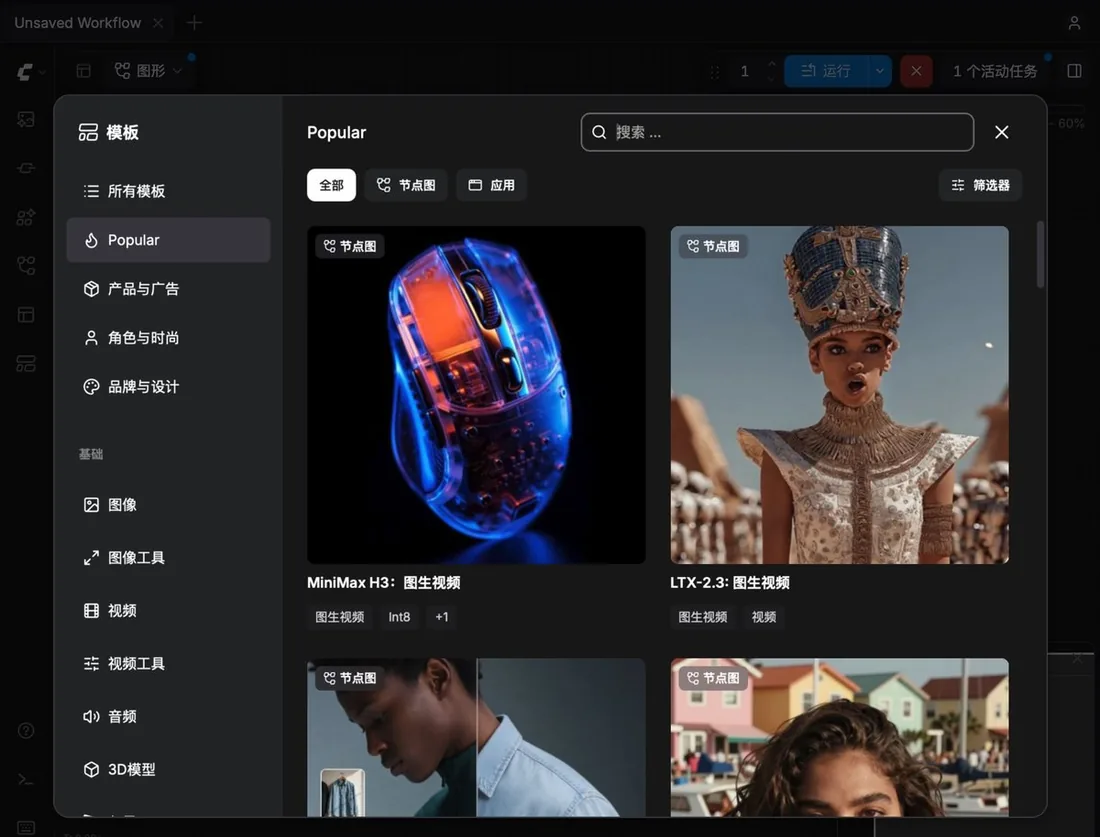 Unsaved Workflow
图形
1
运行
1 个活动任务
60%
模板
所有模板
Popular
产品与广告
角色与时尚
品牌与设计
基础
图像
图像工具
视频
视频工具
音频
3D模型
Popular
搜索 ...
全部
节点图
应用
筛选器
节点图
MiniMax H3：图生视频
图生视频
Int8
+1
节点图
LTX-2.3: 图生视频
图生视频
视频
节点图
节点图